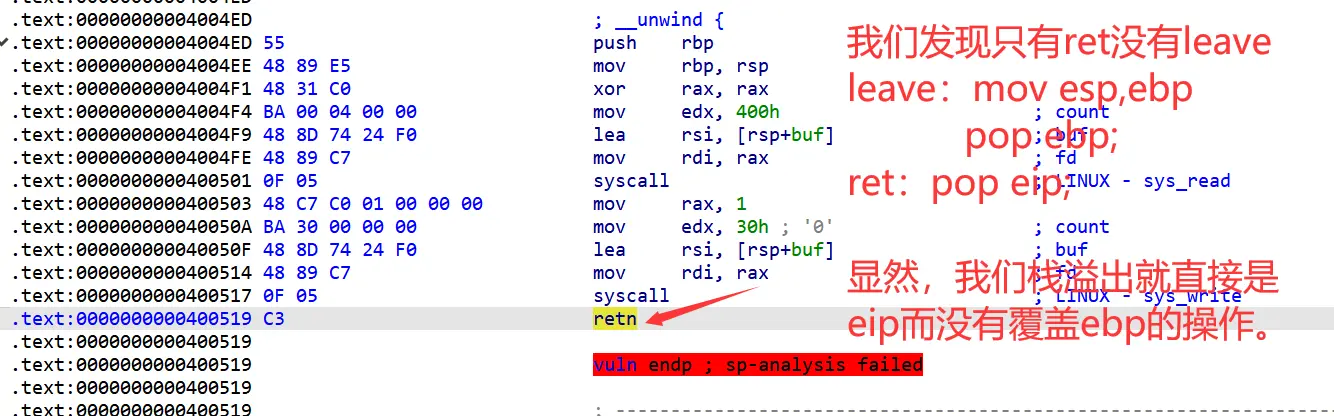 .text:00000000004004ED
.text:00000000004004ED ; __unwind {
.text:00000000004004ED 55 push rbp
.text:00000000004004EE 48 89 E5 mov rbp, rsp
.text:00000000004004F1 48 31 C0 xor rax, rax
.text:00000000004004F4 BA 00 04 00 00 mov edx, 400h ; count
.text:00000000004004F9 48 8D 74 24 F0 lea rsi, [rsp+buf] ; buf
.text:00000000004004FE 48 89 C7 mov rdi, rax ; fd
.text:0000000000400501 0F 05 syscall ; LINUX - sys_read
.text:0000000000400503 48 C7 C0 01 00 00 00 mov rax, 1
.text:000000000040050A BA 30 00 00 00 mov edx, 30h ; '0' ; count
.text:000000000040050F 48 8D 74 24 F0 lea rsi, [rsp+buf] ; buf
.text:0000000000400514 48 89 C7 mov rdi, rax ; fd
.text:0000000000400517 0F 05 syscall ; LINUX - sys_write
.text:0000000000400519 C3 retn
.text:0000000000400519
.text:0000000000400519 vuln endp ; sp-analysis failed
.text:0000000000400519
.text:0000000000400519 ; ---------------------------------------------------------------------------
我们发现只有ret没有leave
leave：mov esp,ebp
pop ebp;
ret：pop eip;
显然，我们栈溢出就直接是
eip而没有覆盖ebp的操作。